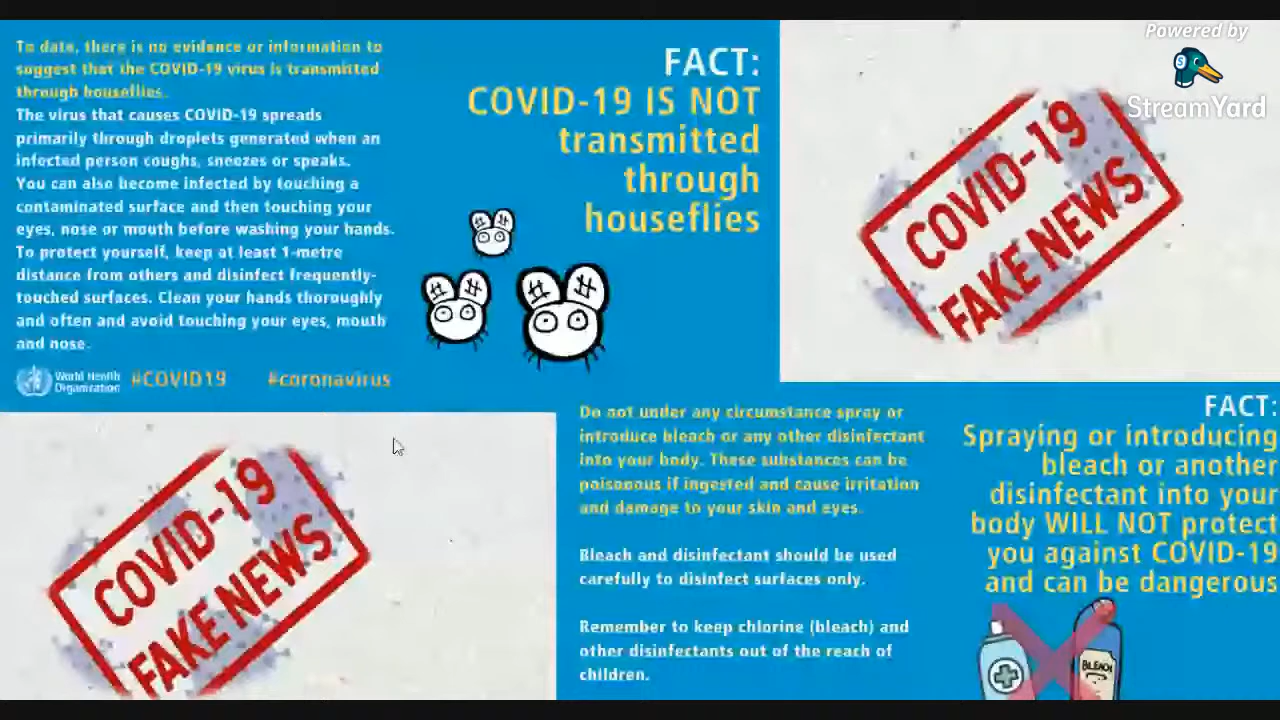 To date, there is no evidence or information to
suggest that the COVID-19 virus is transmitted
through houseflies.
The virus that causes COVID-19 spreads
primarily through droplets generated when an
infected person coughs, sneezes or speaks.
You can also become infected by touching a
contaminated surface and then touching your
eyes, nose or mouth before washing your hands.
To protect yourself, keep at least 1-metre
distance from others and disinfect frequently-
touched surfaces. Clean your hands thoroughly
and often and avoid touching your eyes, mouth
and nose.
World Health
Organization
#COVID19 #coronavirus
FACT:
COVID-19 IS NOT
transmitted
through
houseflies
Powered by
StreamYard
COVID-19
FAKE NEWS
COVID-19
FAKE NEWS
Do not under any circumstance spray or
introduce bleach or any other disinfectant
into your body. These substances can be
poisonous if ingested and cause irritation
and damage to your skin and eyes.
Bleach and disinfectant should be used
carefully to disinfect surfaces only.
Remember to keep chlorine (bleach) and
other disinfectants out of the reach of
children.
FACT:
Spraying or introducing
bleach or another
disinfectant into your
body WILL NOT protect
you against COVID-19
and can be dangerous
BLEACH